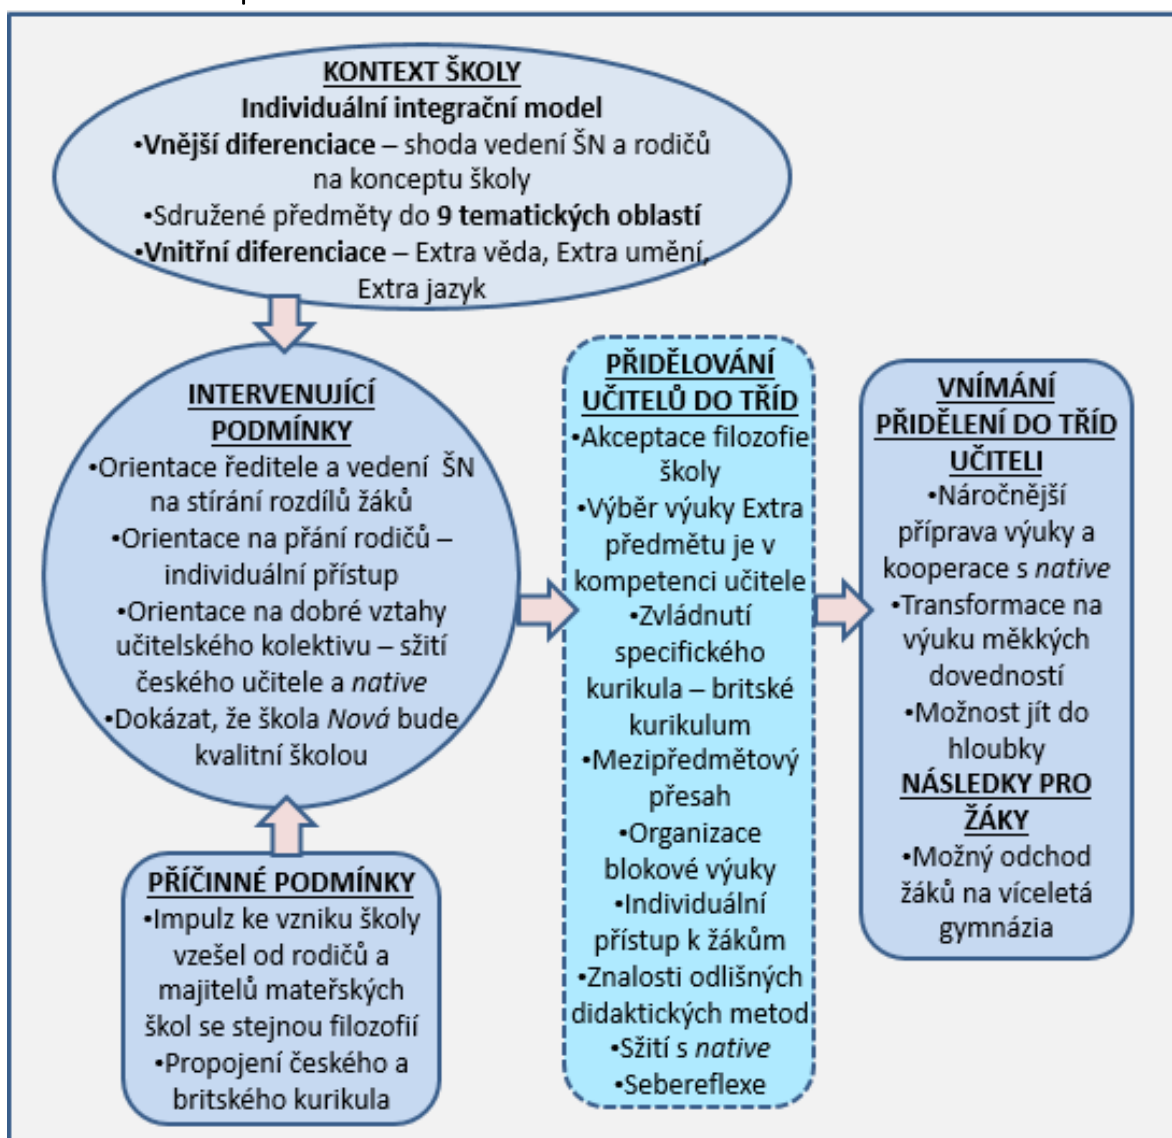 KONTEXT ŠKOLY
Individuální integrační model
•Vnější diferenciace – shoda vedení ŠN a rodičů
na konceptu školy
•Sdružené předměty do 9 tematických oblastí
•Vnitřní diferenciace – Extra věda, Extra umění,
Extra jazyk
INTERVENUJÍCÍ
PODMÍNKY
•Orientace ředitele a vedení ŠN
na stírání rozdílů žáků
•Orientace na přání rodičů –
individuální přístup
•Orientace na dobré vztahy
učitelského kolektivu – sžití
českého učitele a native
•Dokázat, že škola Nová bude
kvalitní školou
PŘÍČINNÉ PODMÍNKY
•Impulz ke vzniku školy
vzešel od rodičů a
majitelů mateřských
škol se stejnou filozofií
•Propojení českého a
britského kurikula
PŘIDĚLOVÁNÍ
UČITELŮ DO TŘÍD
•Akceptace filozofie
školy
•Výběr výuky Extra
předmětu je v
kompetenci učitele
•Zvládnutí
specifického
kurikula – britské
kurikulum
•Mezipředmětový
přesah
•Organizace
blokové výuky
•Individuální
přístup k žákům
•Znalosti odlišných
didaktických metod
•Sžití s native
•Sebereflexe
VNÍMÁNÍ
PŘIDĚLENÍ DO TŘÍD
UČITELI
•Náročnější
příprava výuky a
kooperace s native
•Transformace na
výuku měkkých
dovedností
•Možnost jít do
hloubky
NÁSLEDKY PRO
ŽÁKY
•Možný odchod
žáků na víceletá
gymnázia